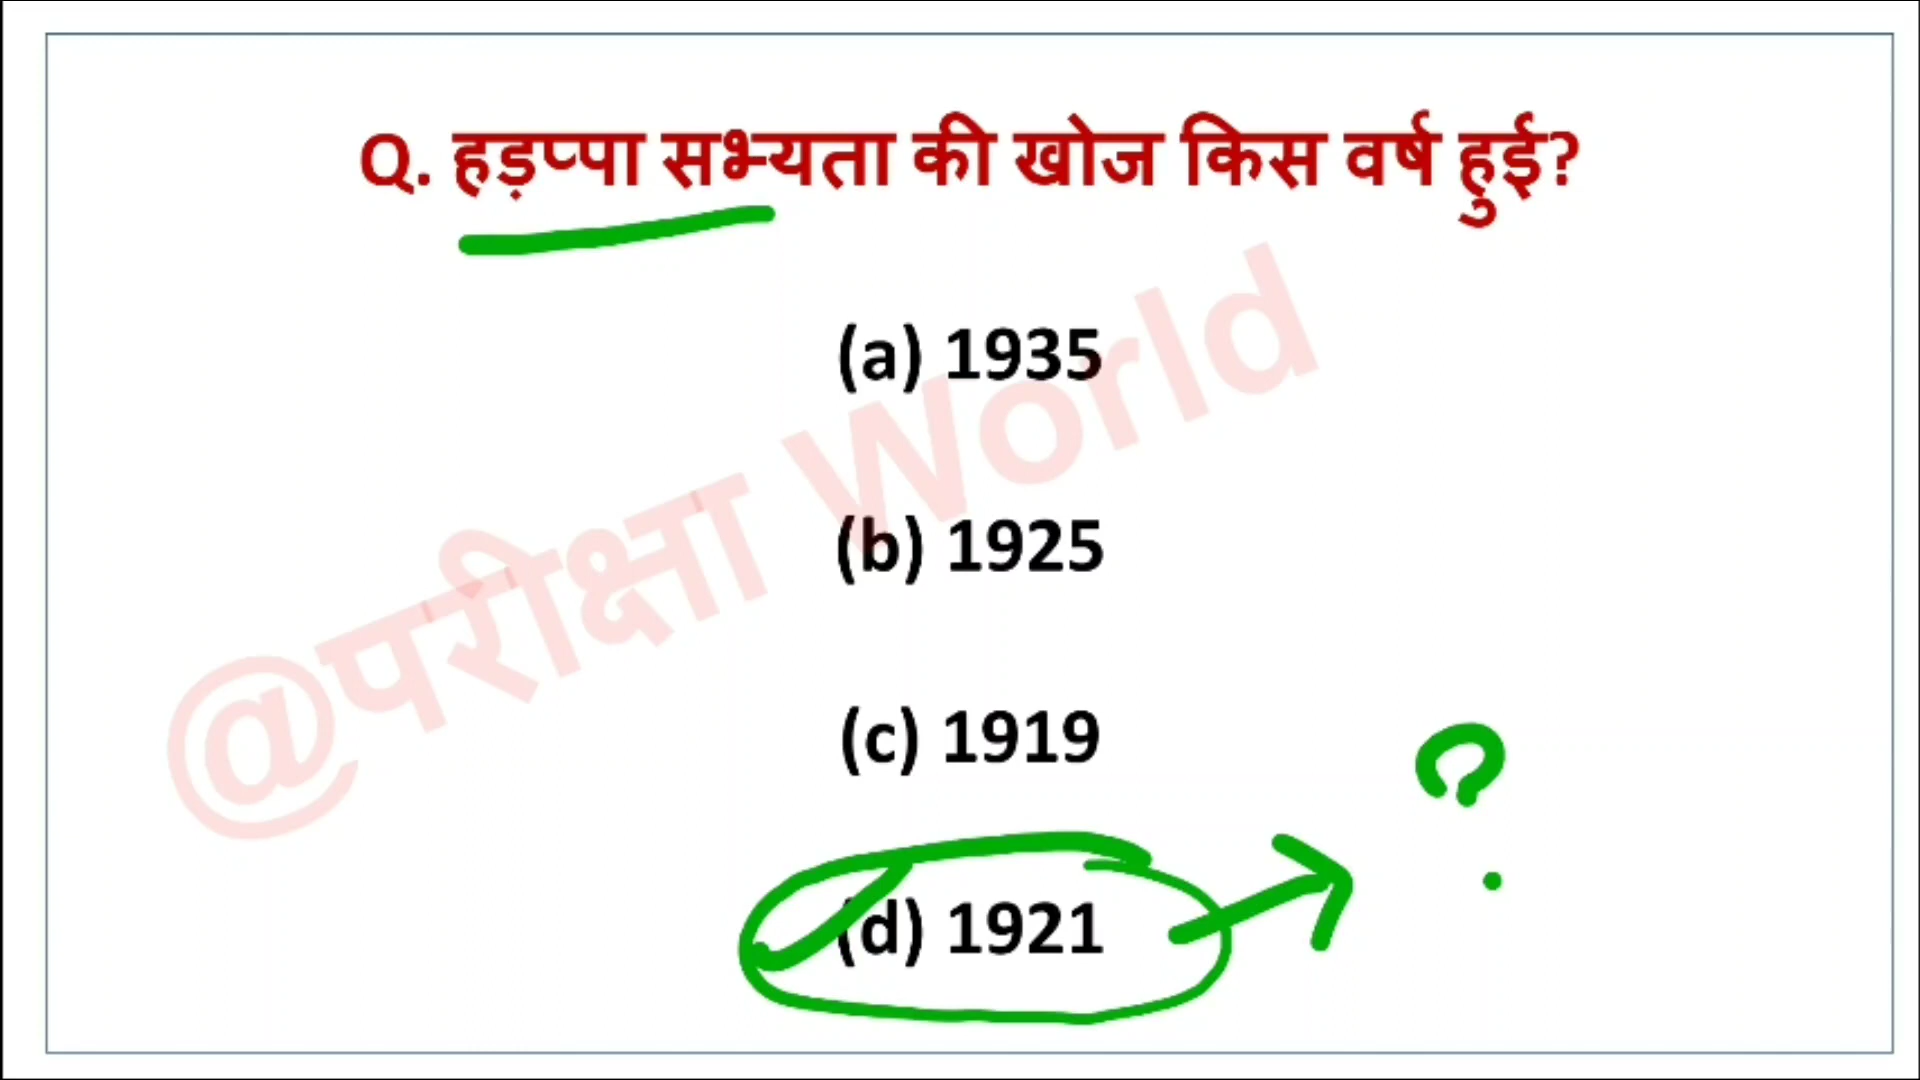 Q. हड़प्पा सभ्यता की खोज किस वर्ष हुई?
(a) 1935
(b) 1925
(c) 1919
(d) 1921
?
@परीक्षा World